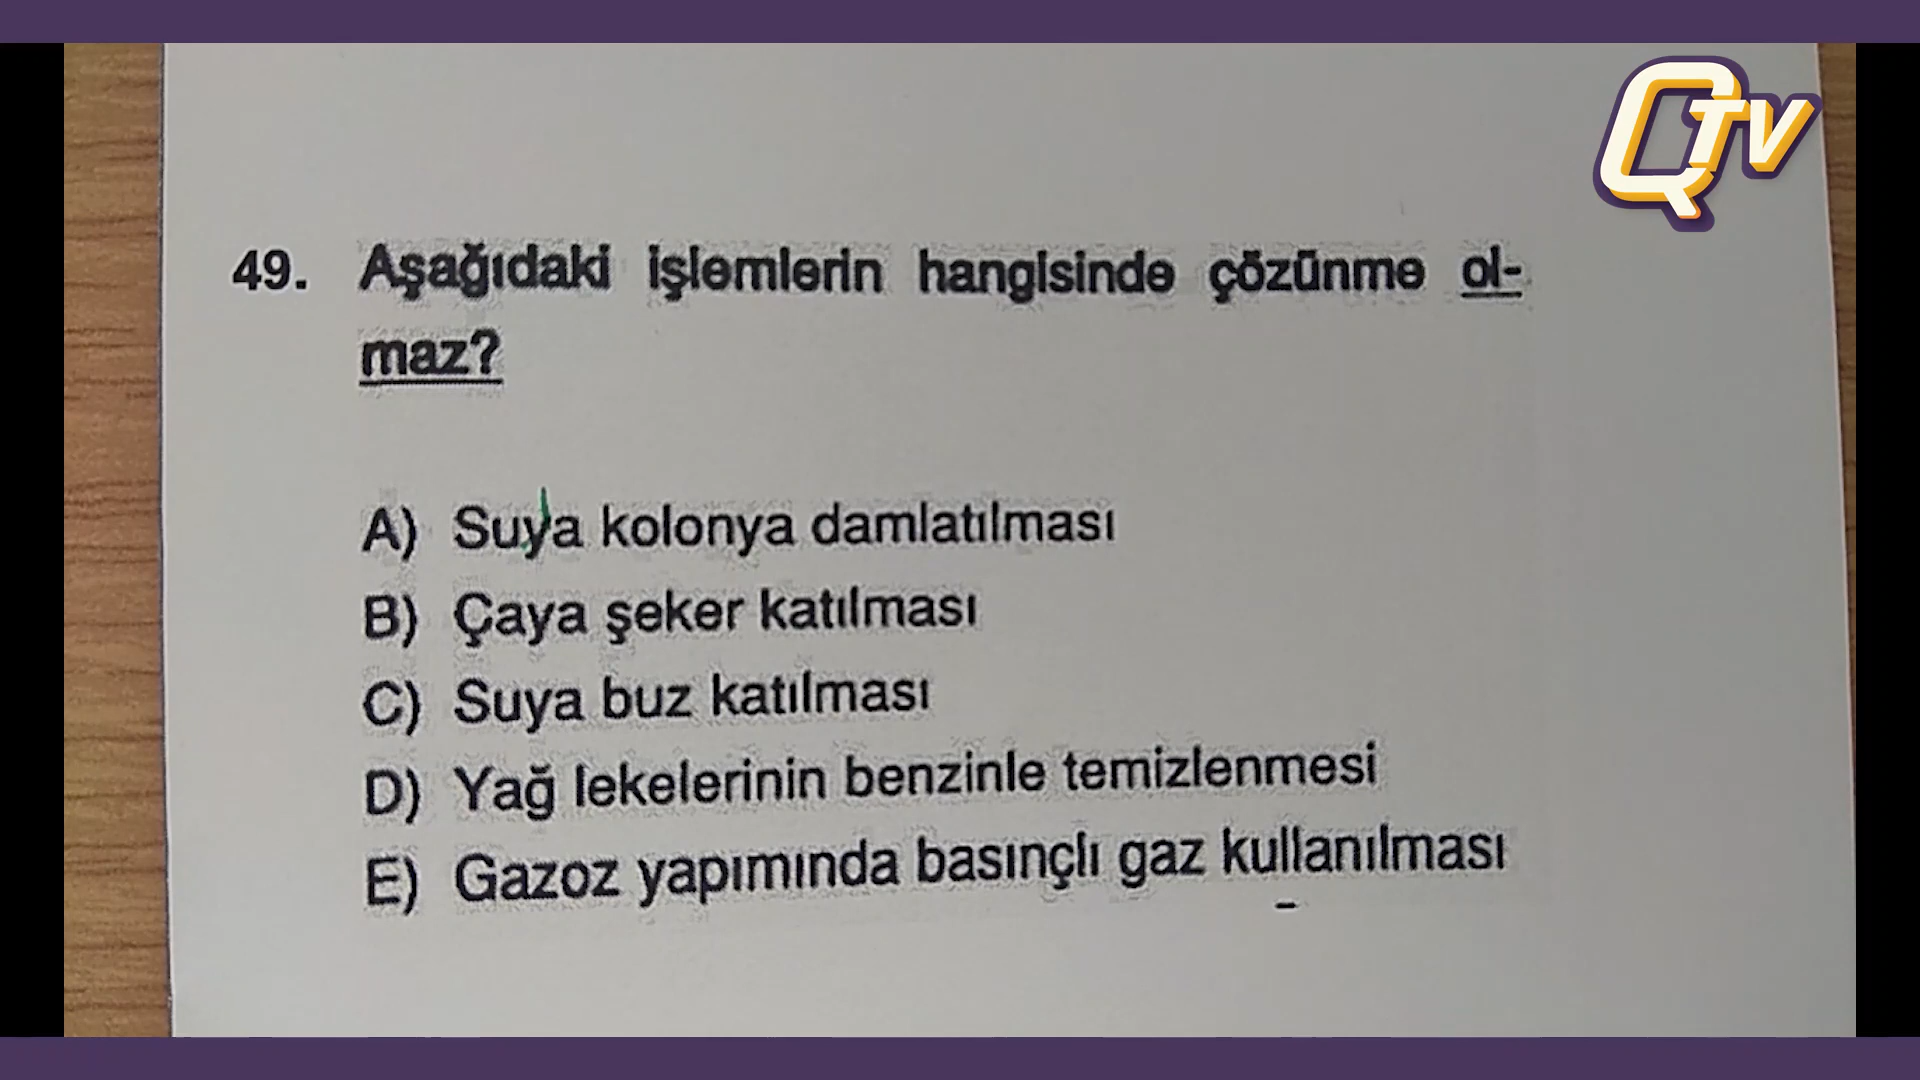 QTV
49. Aşağıdaki işlemlerin hangisinde çözünme ol-
maz?
A) Suya kolonya damlatılması
B) Çaya şeker katılması
C) Suya buz katılması
D) Yağ lekelerinin benzinle temizlenmesi
E) Gazoz yapımında basınçlı gaz kullanılması